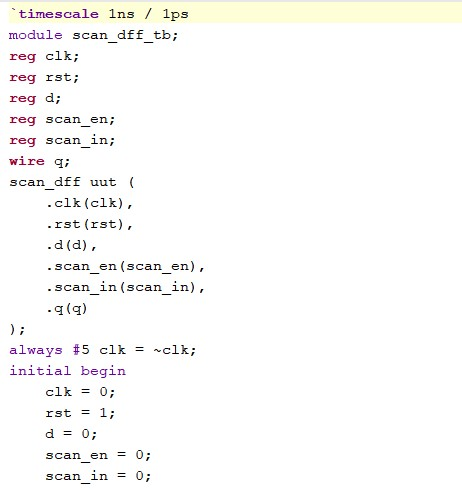 `timescale 1ns / 1ps
module scan_dff_tb;
reg clk;
reg rst;
reg d;
reg scan_en;
reg scan_in;
wire q;
scan_dff uut (
    .clk(clk),
    .rst(rst),
    .d(d),
    .scan_en(scan_en),
    .scan_in(scan_in),
    .q(q)
);
always #5 clk = ~clk;
initial begin
    clk = 0;
    rst = 1;
    d = 0;
    scan_en = 0;
    scan_in = 0;